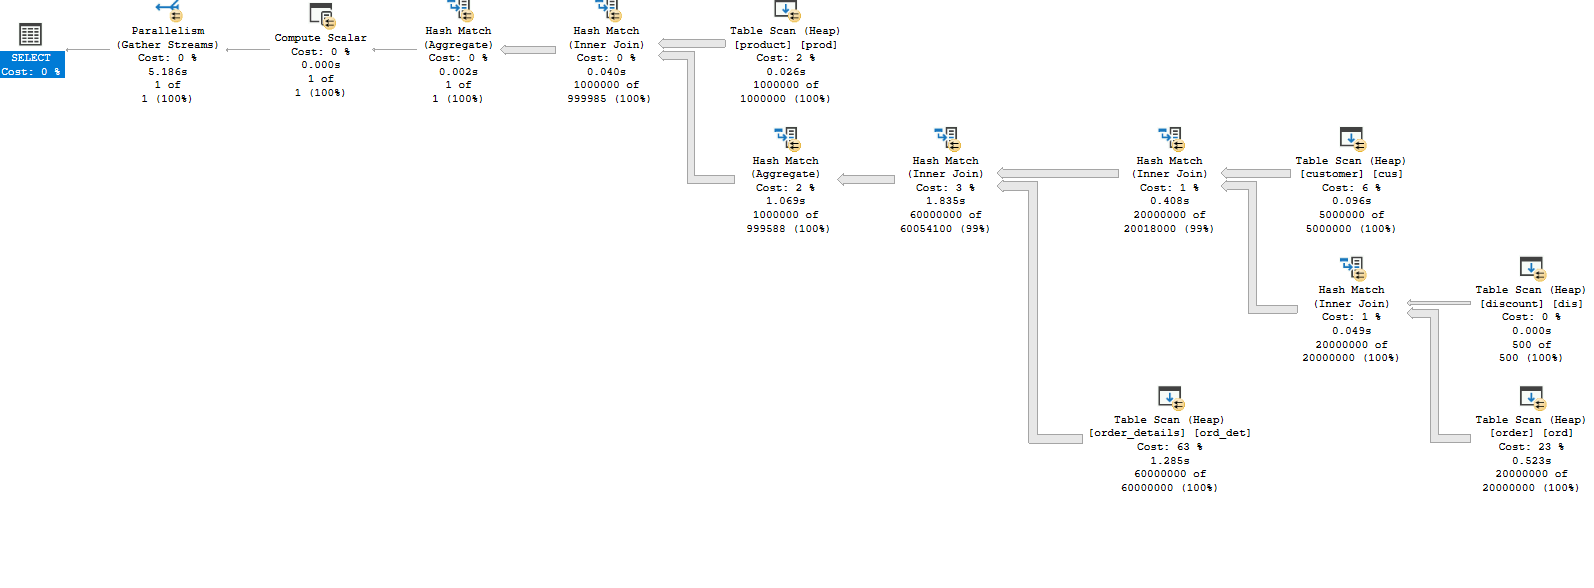 SELECT
Cost: 0 %
Parallelism
(Gather Streams)
Cost: 0 %
5.186s
1 of
1 (100%)
Compute Scalar
Cost: 0 %
0.000s
1 of
1 (100%)
Hash Match
(Aggregate)
Cost: 0 %
0.002s
1 of
1 (100%)
Hash Match
(Inner Join)
Cost: 0 %
0.040s
1000000 of
999985 (100%)
Table Scan (Heap)
[product] [prod]
Cost: 2 %
0.026s
1000000 of
1000000 (100%)
Hash Match
(Aggregate)
Cost: 2 %
1.069s
1000000 of
999588 (100%)
Hash Match
(Inner Join)
Cost: 3 %
1.835s
60000000 of
60054100 (99%)
Hash Match
(Inner Join)
Cost: 1 %
0.408s
20000000 of
20018000 (99%)
Table Scan (Heap)
[customer] [cus]
Cost: 6 %
0.096s
5000000 of
5000000 (100%)
Hash Match
(Inner Join)
Cost: 1 %
0.049s
20000000 of
20000000 (100%)
Table Scan (Heap)
[discount] [dis]
Cost: 0 %
0.000s
500 of
500 (100%)
Table Scan (Heap)
[order_details] [ord_det]
Cost: 63 %
1.285s
60000000 of
60000000 (100%)
Table Scan (Heap)
[order] [ord]
Cost: 23 %
0.523s
20000000 of
20000000 (100%)